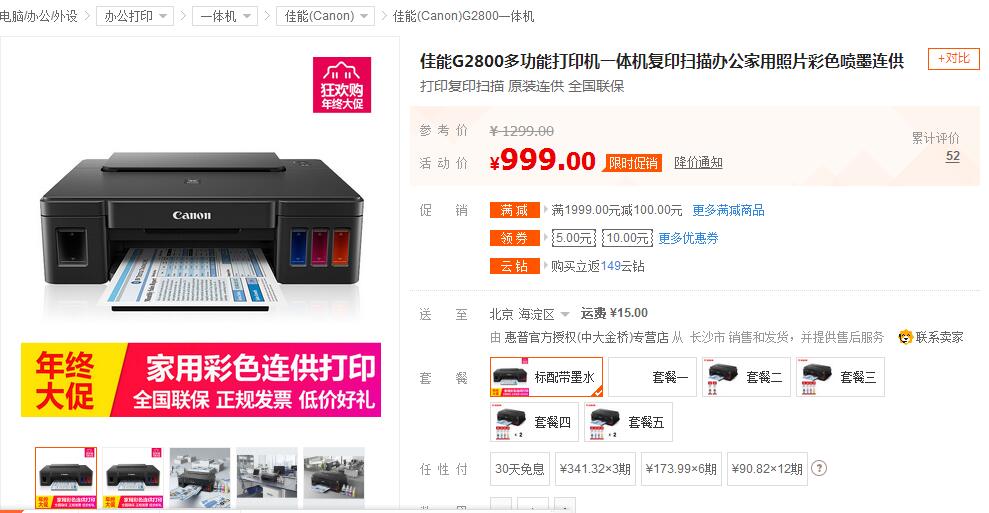 电脑/办公/外设 > 办公打印 > 一体机 > 佳能(Canon) > 佳能(Canon)G2800一体机
狂欢购
年终大促
Canon
年终大促
家用彩色连供打印
全国联保 正规发票 低价好礼
佳能G2800多功能打印机一体机复印扫描办公家用照片彩色喷墨连供
+对比
打印复印扫描 原装连供 全国联保
参考价 ¥ 1299.00
累计评价
52
活动价 ¥999.00 限时促销 降价通知
促销 满减 满1999.00元减100.00元 更多满减商品
领券 5.00元 10.00元 更多优惠券
云钻 购买立返149云钻
送至 北京 海淀区 运费 ¥15.00
由 惠普官方授权(中大金桥)专营店 从 长沙市 销售和发货，并提供售后服务 联系卖家
套餐 标配带墨水 套餐一 套餐二 套餐三
套餐四 套餐五
任性付 30天免息 ¥341.32×3期 ¥173.99×6期 ¥90.82×12期 ?